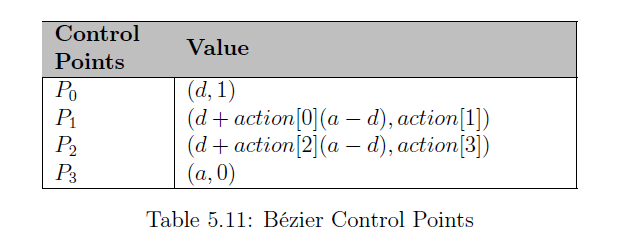 Control Points Value
P₀ (d, 1)
P₁ (d + action[0](a − d), action[1])
P₂ (d + action[2](a − d), action[3])
P₃ (a, 0)
Table 5.11: Bézier Control Points